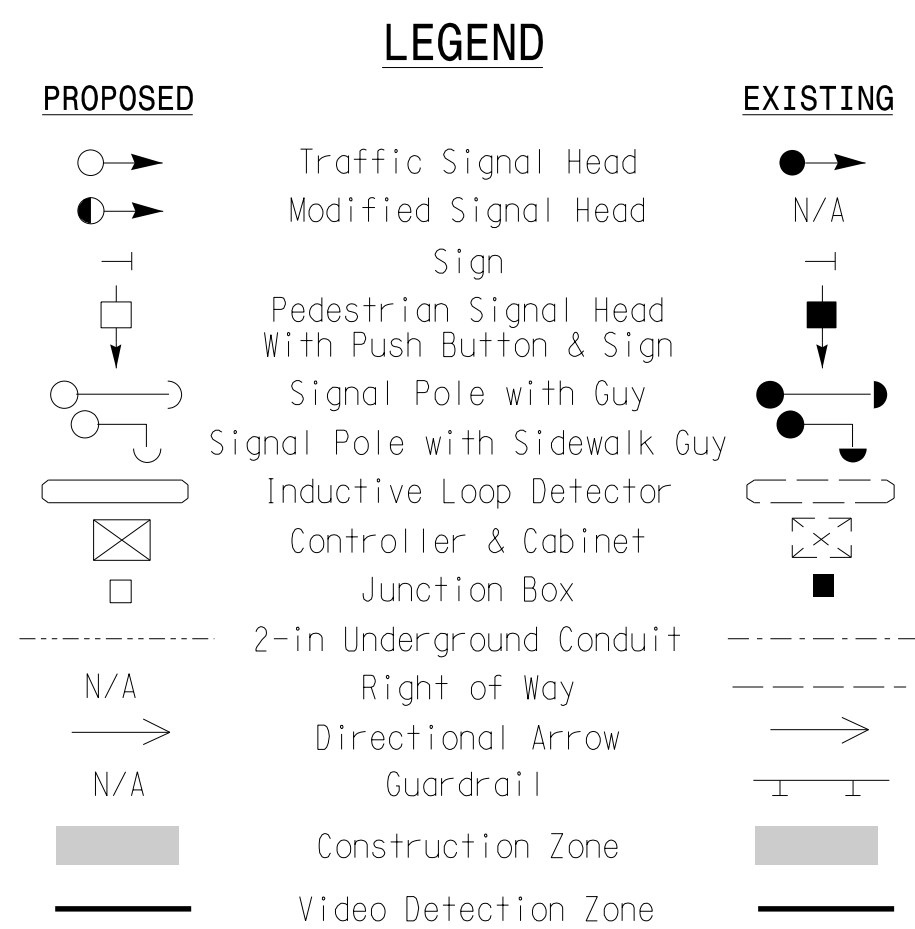 LEGEND
PROPOSED EXISTING
Traffic Signal Head
Modified Signal Head N/A
Sign
Pedestrian Signal Head
With Push Button & Sign
Signal Pole with Guy
Signal Pole with Sidewalk Guy
Inductive Loop Detector
Controller & Cabinet
Junction Box
2-in Underground Conduit
N/A Right of Way
Directional Arrow
N/A Guardrail
Construction Zone
Video Detection Zone